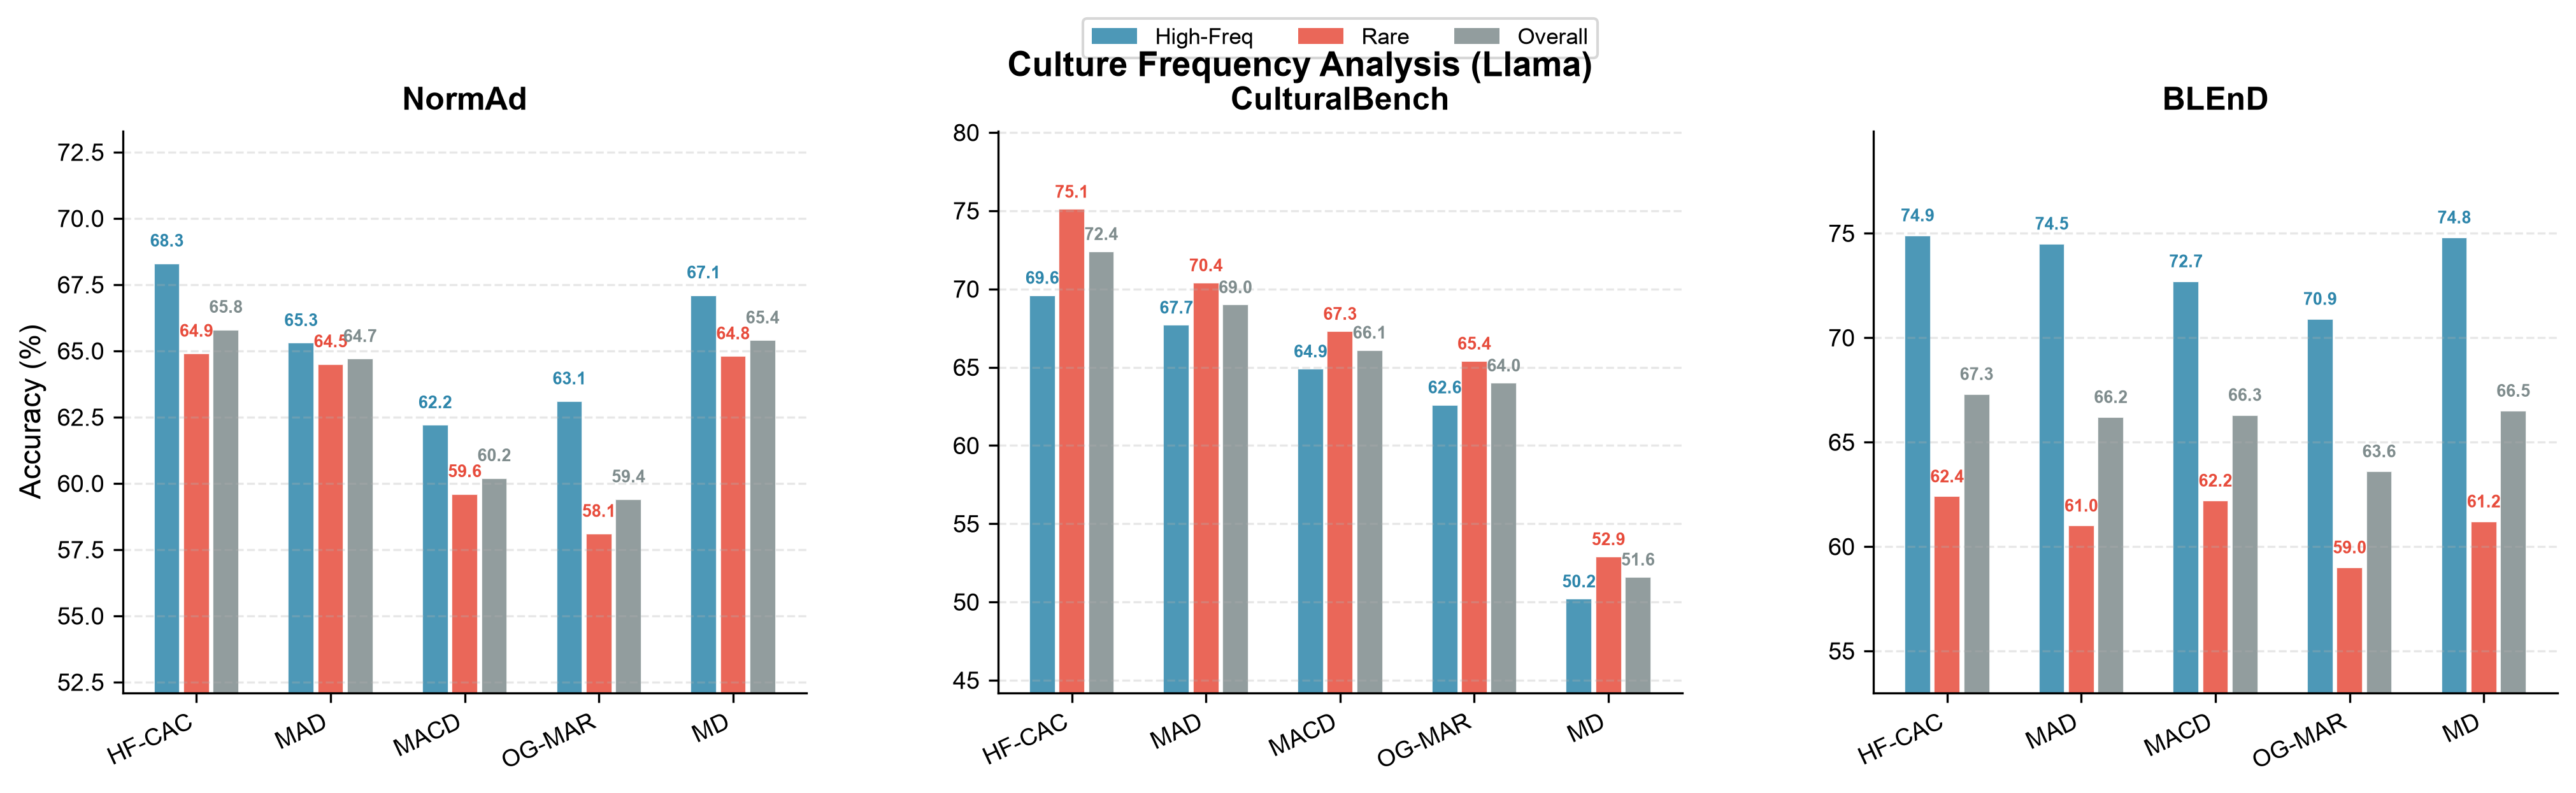 High-Freq Rare Overall
Culture Frequency Analysis (Llama)
NormAd
Accuracy (%)
72.5
70.0
67.5
65.0
62.5
60.0
57.5
55.0
52.5
68.3 64.9 65.8
65.3 64.5 64.7
62.2 59.6 60.2
63.1 58.1 59.4
67.1 64.8 65.4
HF-CAC MAD MACD OG-MAR MD
CulturalBench
80
75
70
65
60
55
50
45
69.6 75.1 72.4
67.7 70.4 69.0
64.9 67.3 66.1
62.6 65.4 64.0
50.2 52.9 51.6
HF-CAC MAD MACD OG-MAR MD
BLEnD
75
70
65
60
55
74.9 62.4 67.3
74.5 61.0 66.2
72.7 62.2 66.3
70.9 59.0 63.6
74.8 61.2 66.5
HF-CAC MAD MACD OG-MAR MD